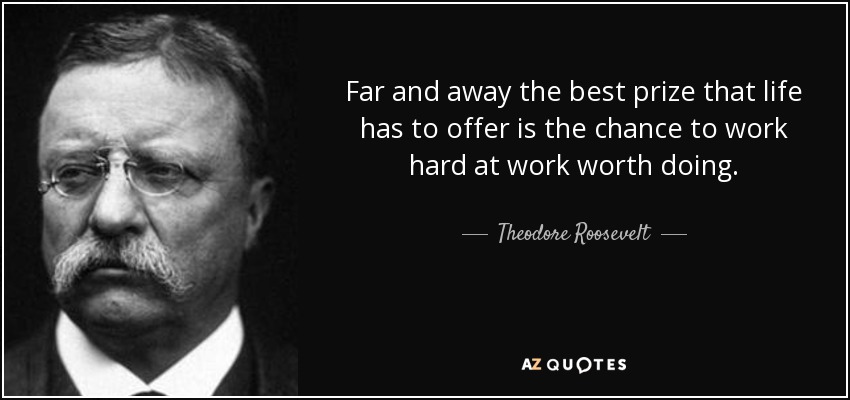 Far and away the best prize that life
has to offer is the chance to work
hard at work worth doing.
Theodore Roosevelt
AZ QUOTES